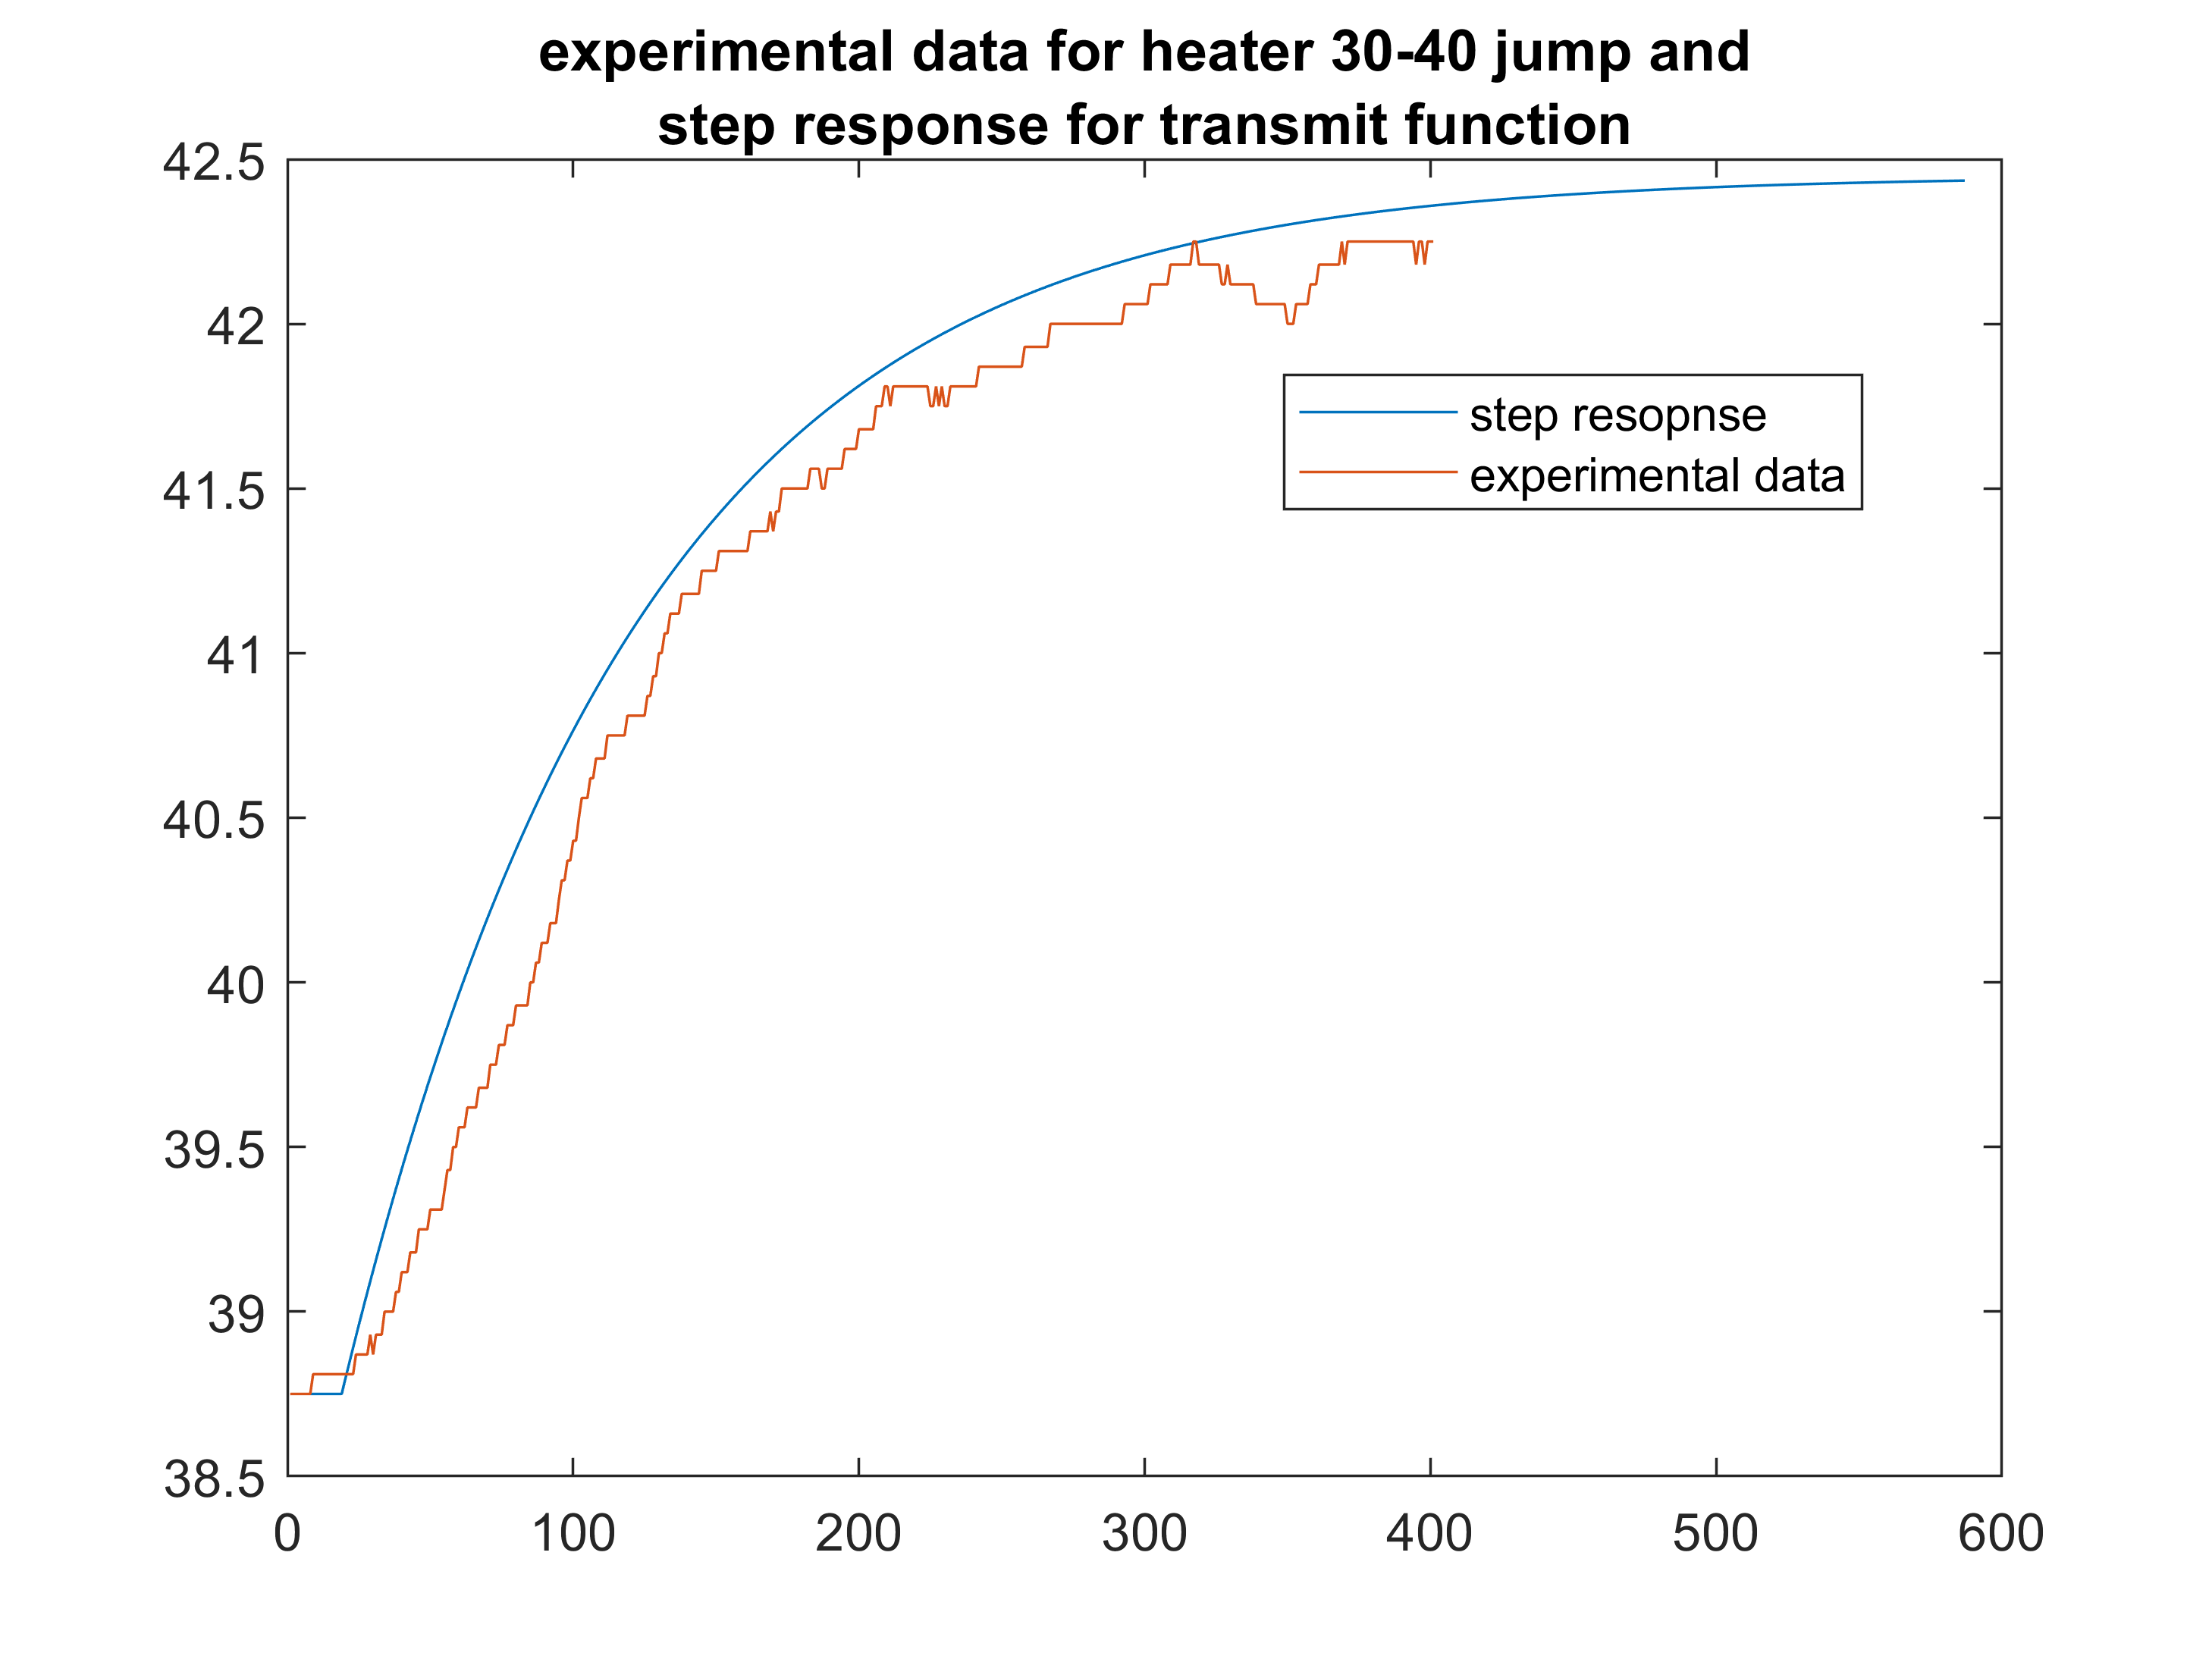 experimental data for heater 30-40 jump and
step response for transmit function
42.5
42
41.5
41
40.5
40
39.5
39
38.5
step resopnse
experimental data
0 100 200 300 400 500 600